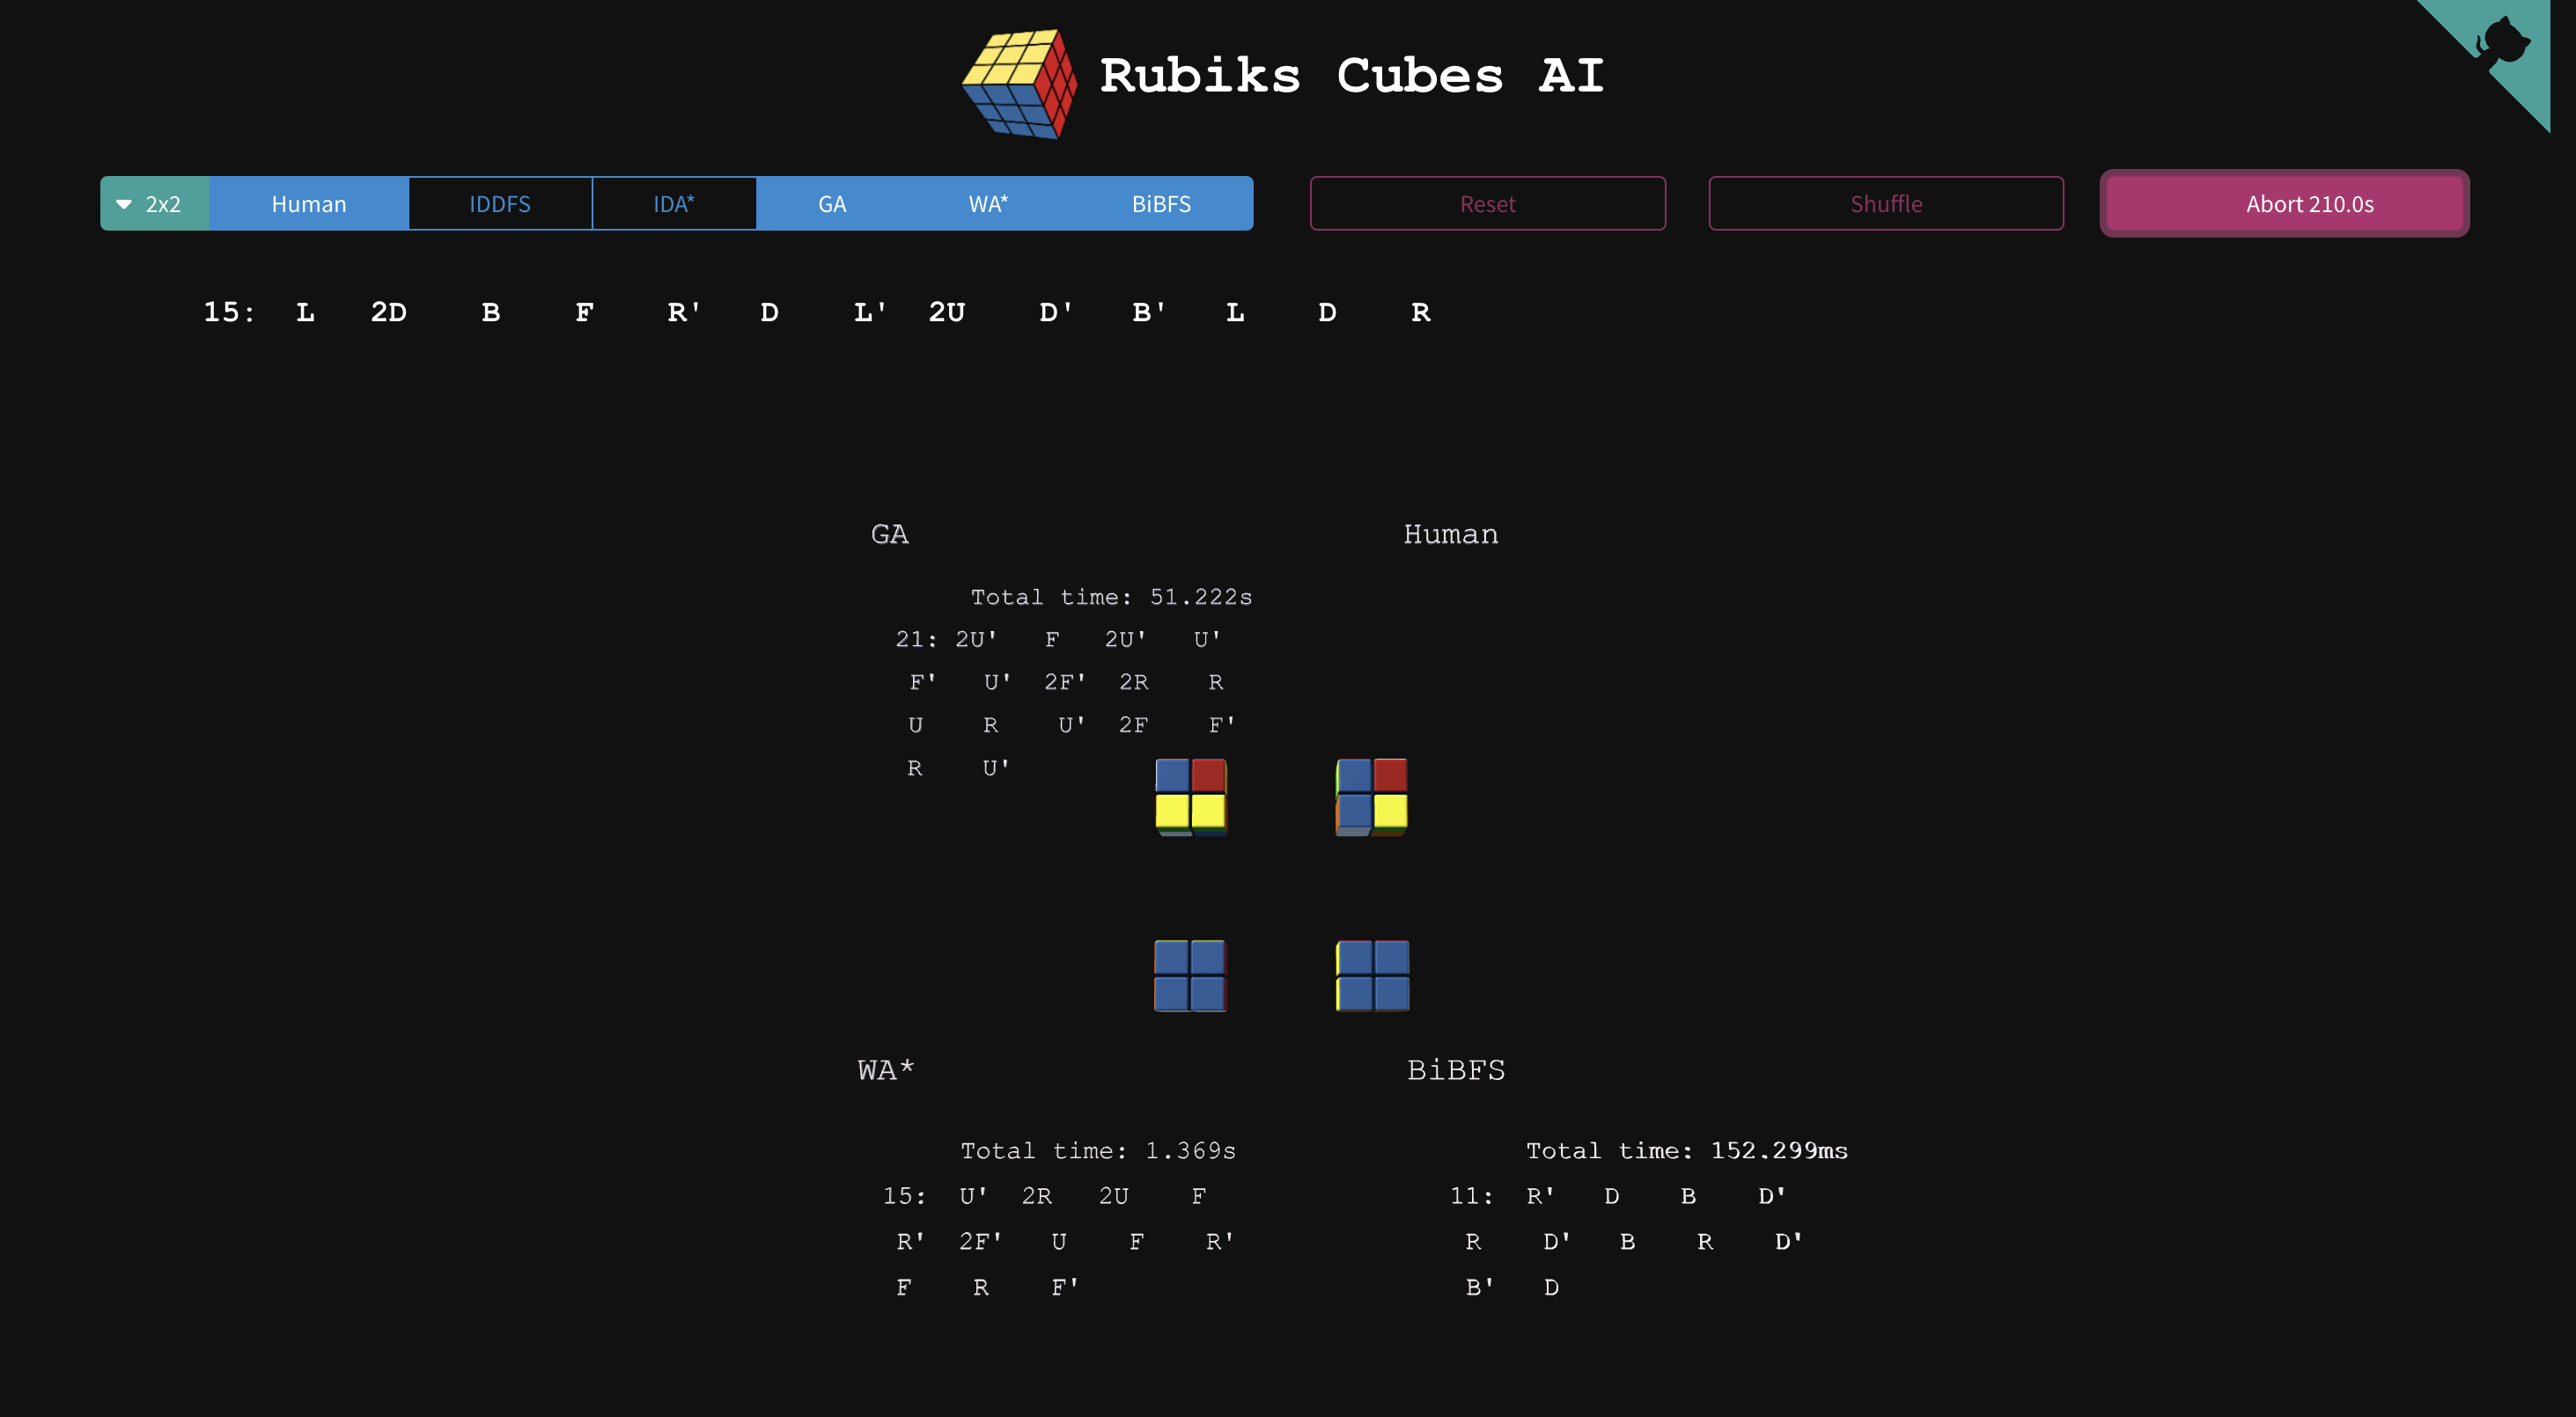 Rubiks Cubes AI
2x2 Human IDDFS IDA* GA WA* BiBFS Reset Shuffle Abort 210.0s
15: L 2D B F R' D L' 2U D' B' L D R
GA
Total time: 51.222s
21: 2U' F 2U' U'
F' U' 2F' 2R R
U R U' 2F F'
R U'
Human
WA*
Total time: 1.369s
15: U' 2R 2U F
R' 2F' U F R'
F R F'
BiBFS
Total time: 152.299ms
11: R' D B D'
R D' B R D'
B' D